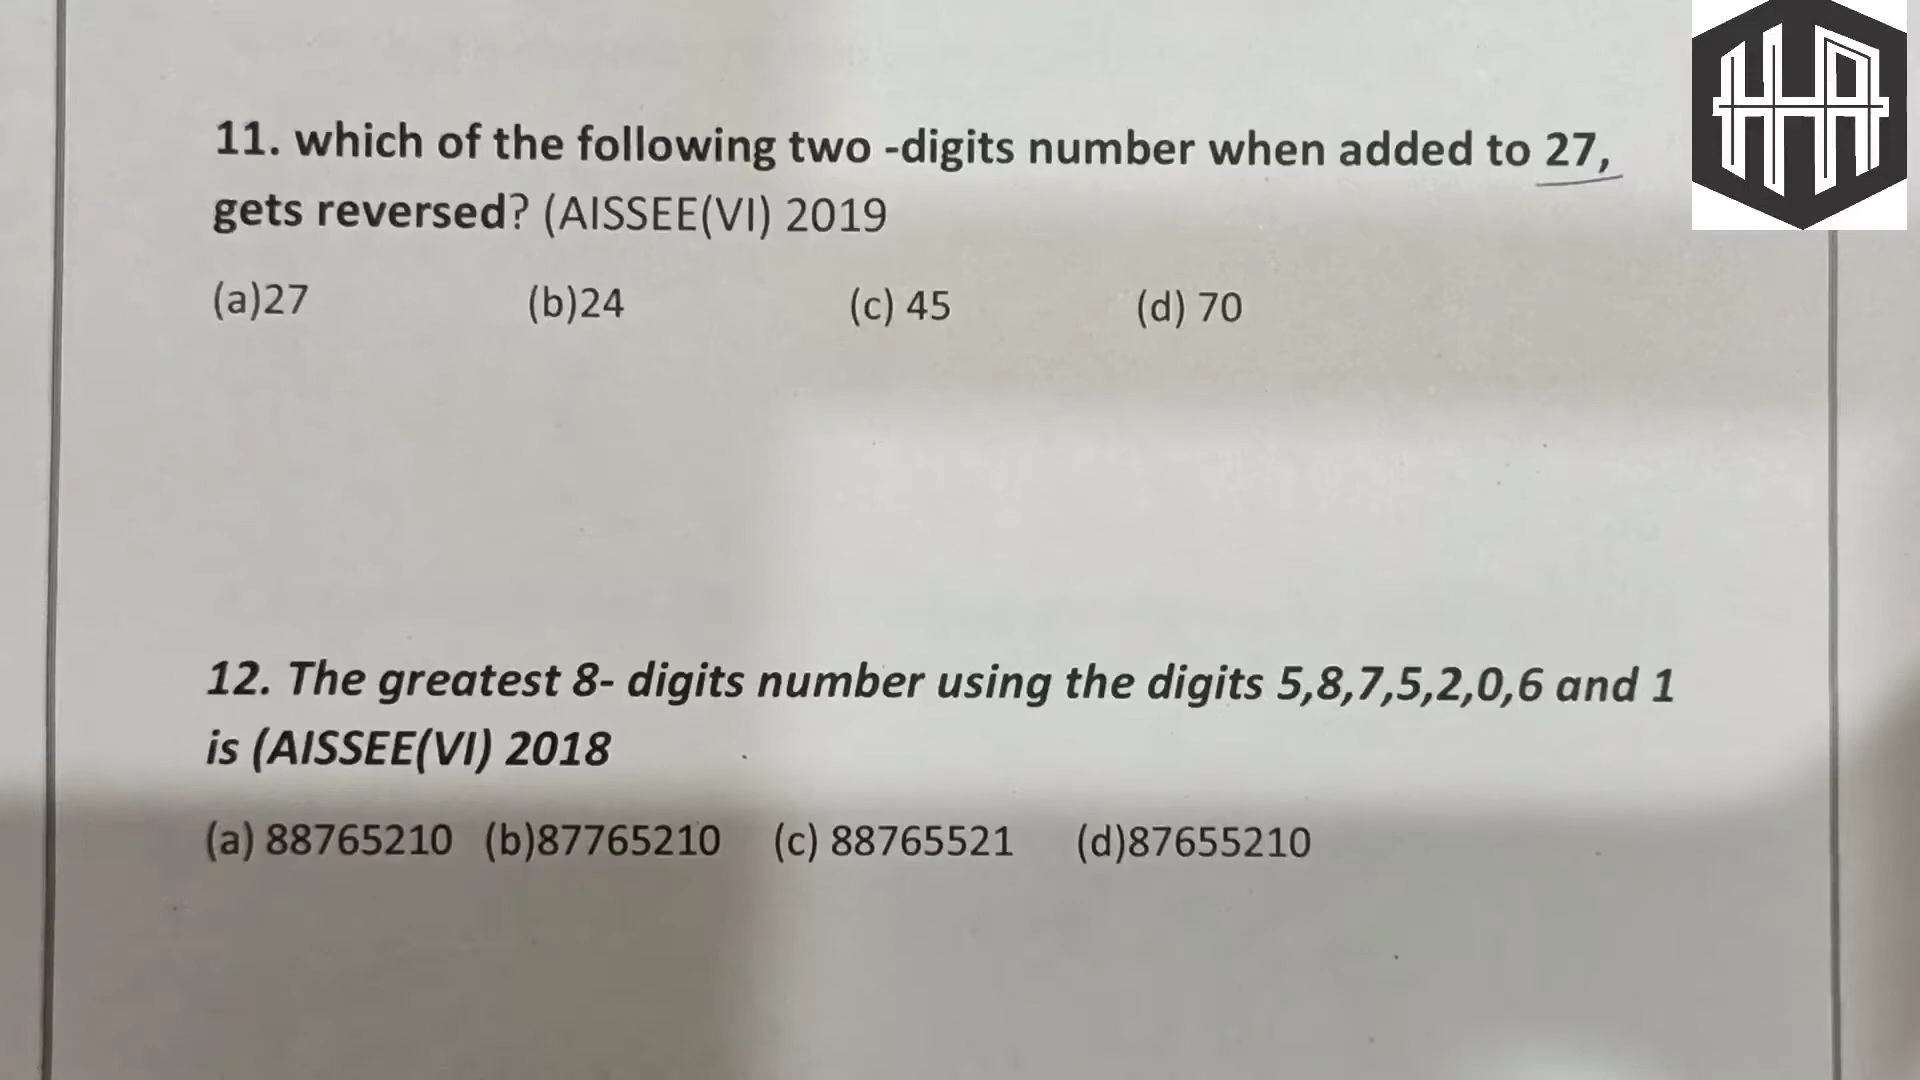 11. which of the following two -digits number when added to 27,
gets reversed? (AISSEE(VI) 2019
(a)27 (b)24 (c) 45 (d) 70
12. The greatest 8- digits number using the digits 5,8,7,5,2,0,6 and 1
is (AISSEE(VI) 2018
(a) 88765210 (b)87765210 (c) 88765521 (d)87655210